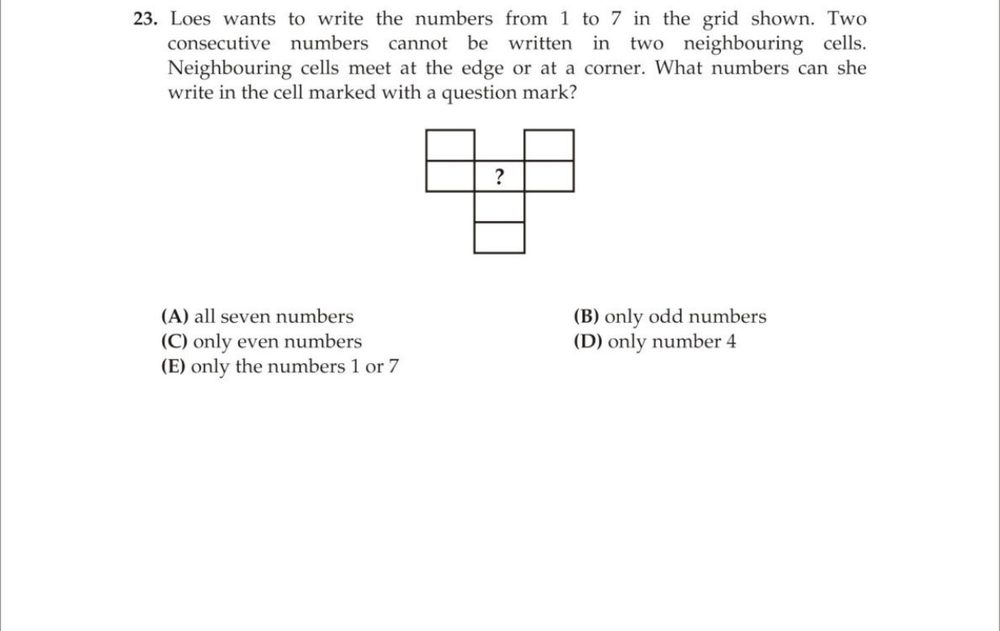 23. Loes wants to write the numbers from 1 to 7 in the grid shown. Two
consecutive numbers cannot be written in two neighbouring cells.
Neighbouring cells meet at the edge or at a corner. What numbers can she
write in the cell marked with a question mark?
?
(A) all seven numbers
(B) only odd numbers
(C) only even numbers
(D) only number 4
(E) only the numbers 1 or 7